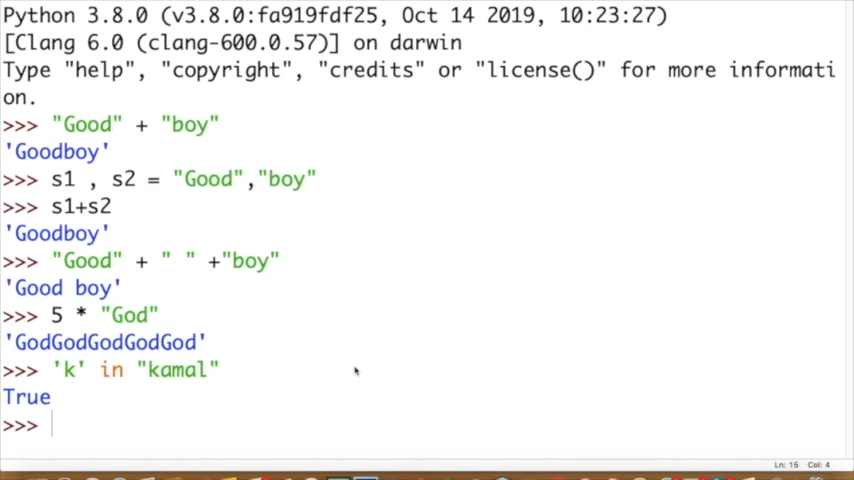 Python 3.8.0 (v3.8.0:fa919fdf25, Oct 14 2019, 10:23:27)
[Clang 6.0 (clang-600.0.57)] on darwin
Type "help", "copyright", "credits" or "license()" for more informati
on.
>>> "Good" + "boy"
'Goodboy'
>>> s1 , s2 = "Good","boy"
>>> s1+s2
'Goodboy'
>>> "Good" + " " +"boy"
'Good boy'
>>> 5 * "God"
'GodGodGodGodGod'
>>> 'k' in "kamal"
True
>>>
Ln: 15 Col: 4